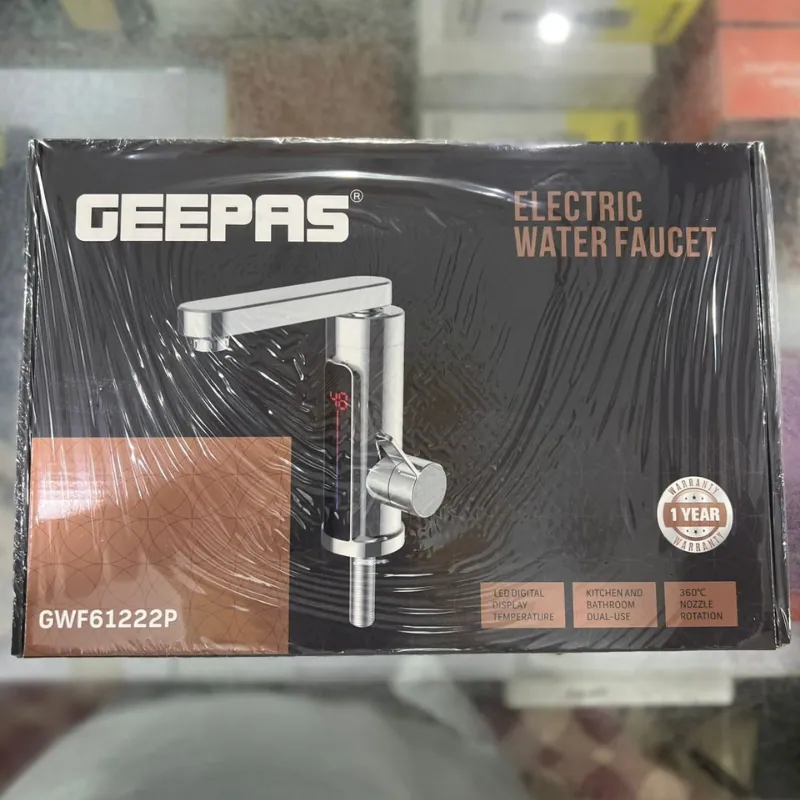 GEEPAS®
ELECTRIC
WATER FAUCET
48
WARRANTY
1 YEAR
WARRANTY
GWF61222P
LED DIGITAL
DISPLAY
TEMPERATURE
KITCHEN AND
BATHROOM
DUAL-USE
360°C
NOZZLE
ROTATION